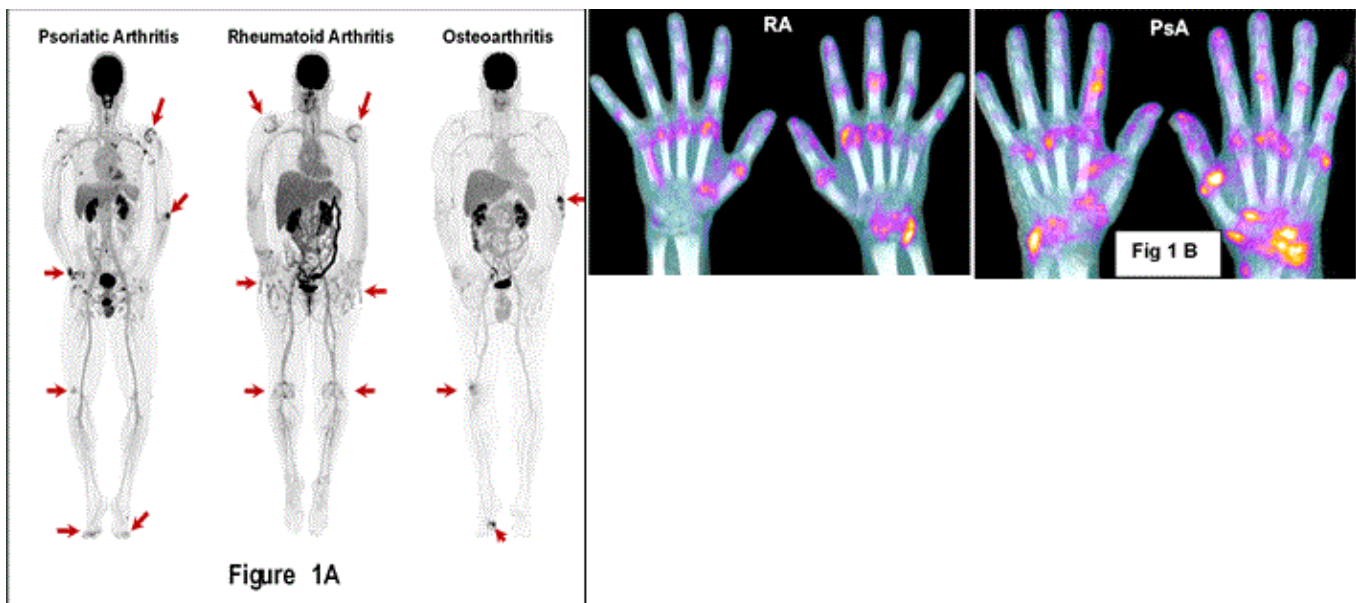 Psoriatic Arthritis
Rheumatoid Arthritis
Osteoarthritis
Figure 1A
RA
PsA
Fig 1 B